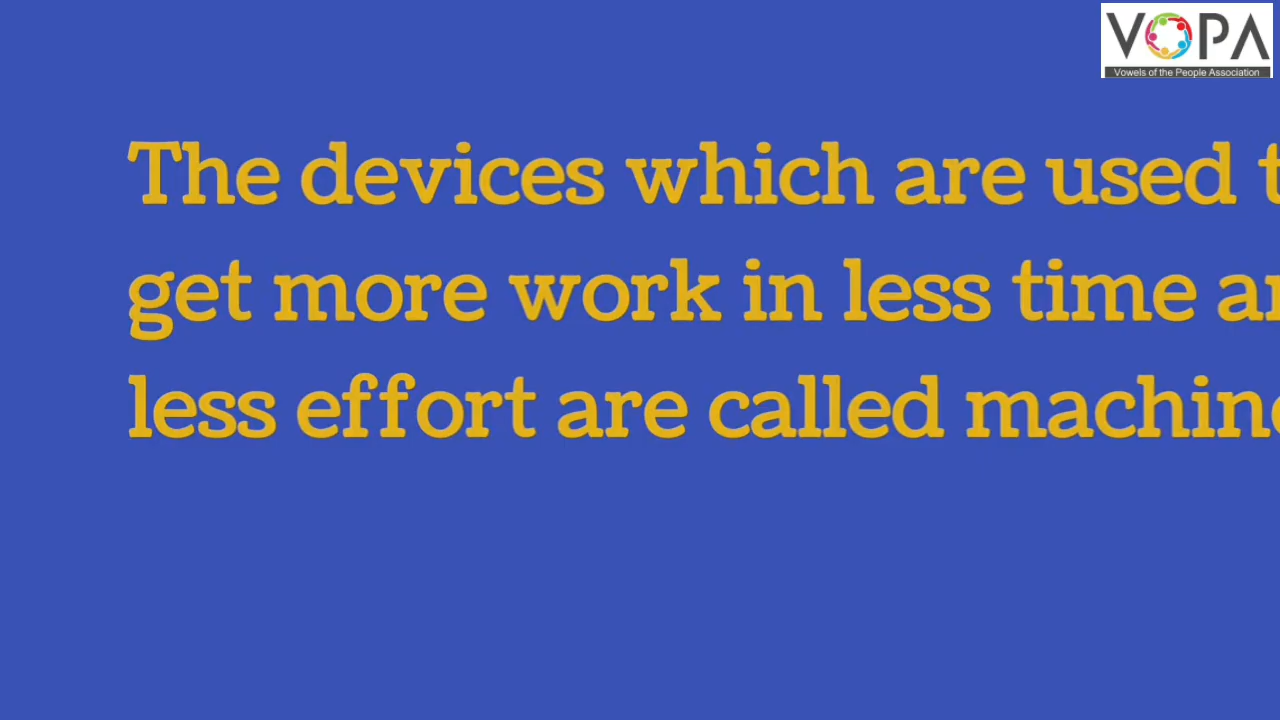 VOPA
Vowels of the People Association
The devices which are used t
get more work in less time a
less effort are called machin